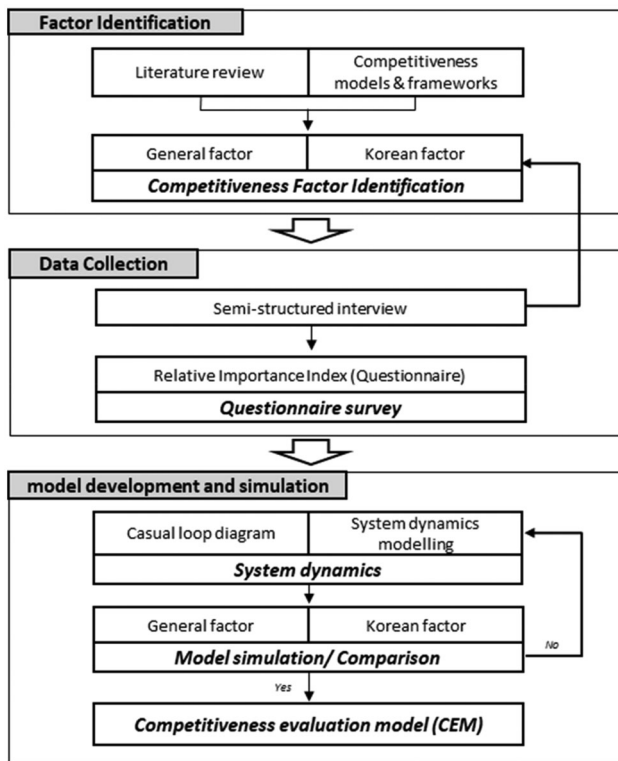 Factor Identification
Literature review
Competitiveness
models & frameworks
General factor
Korean factor
Competitiveness Factor Identification
Data Collection
Semi-structured interview
Relative Importance Index (Questionnaire)
Questionnaire survey
model development and simulation
Casual loop diagram
System dynamics
modelling
System dynamics
General factor
Korean factor
Model simulation/ Comparison
No
Yes
Competitiveness evaluation model (CEM)